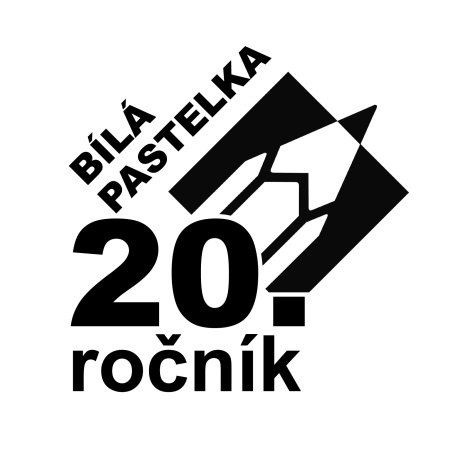 BÍLÁ
PASTELKA
20.
ročník